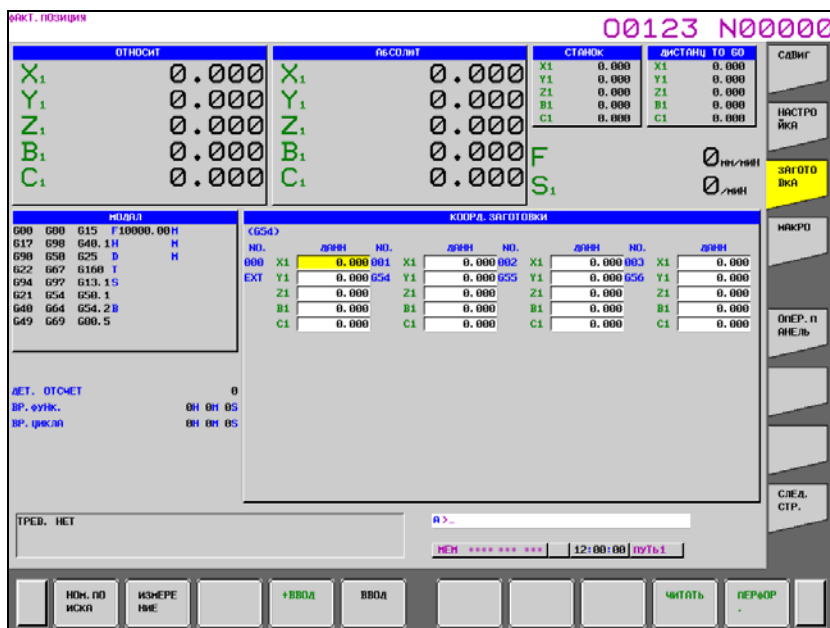 ФАКТ. ПОЗИЦИЯ
O0123 N00000
ОТНОСИТ
X1 0.000
Y1 0.000
Z1 0.000
B1 0.000
C1 0.000
АБСОЛЮТ
X1 0.000
Y1 0.000
Z1 0.000
B1 0.000
C1 0.000
СТАНОК
X1 0.000
Y1 0.000
Z1 0.000
B1 0.000
C1 0.000
ДИСТАНЦ TO GO
X1 0.000
Y1 0.000
Z1 0.000
B1 0.000
C1 0.000
F 0 ММ/МИН
S1 0 /МИН
МОДАЛ
G00 G80 G15 F10000.00 M
G17 G98 G40.1 H M
G90 G50 G25 D M
G22 G67 G160 T
G94 G97 G13.1 S
G21 G54 G50.1
G40 G64 G54.2 B
G49 G69 G80.5
ДЕТ. ОТСЧЕТ 0
ВР. ФУНК. 0H 0M 0S
ВР. ЦИКЛА 0H 0M 0S
КООРД. ЗАГОТОВКИ
(G54)
NO. ДАНН NO. ДАНН NO. ДАНН NO. ДАНН
000 X1 0.000 001 X1 0.000 002 X1 0.000 003 X1 0.000
EXT Y1 0.000 G54 Y1 0.000 G55 Y1 0.000 G56 Y1 0.000
Z1 0.000 Z1 0.000 Z1 0.000 Z1 0.000
B1 0.000 B1 0.000 B1 0.000 B1 0.000
C1 0.000 C1 0.000 C1 0.000 C1 0.000
ТРЕВ. НЕТ
A>_
MEM **** *** *** 12:00:00 ПУТЬ1
СДВИГ
НАСТРО
ЙКА
ЗАГОТО
ВКА
МАКРО
ОПЕР. П
АНЕЛЬ
СЛЕД.
СТР.
НОМ. ПО
ИСКА
ИЗМЕРЕ
НИЕ
+ВВОД
ВВОД
ЧИТАТЬ
ПЕРФОР
.